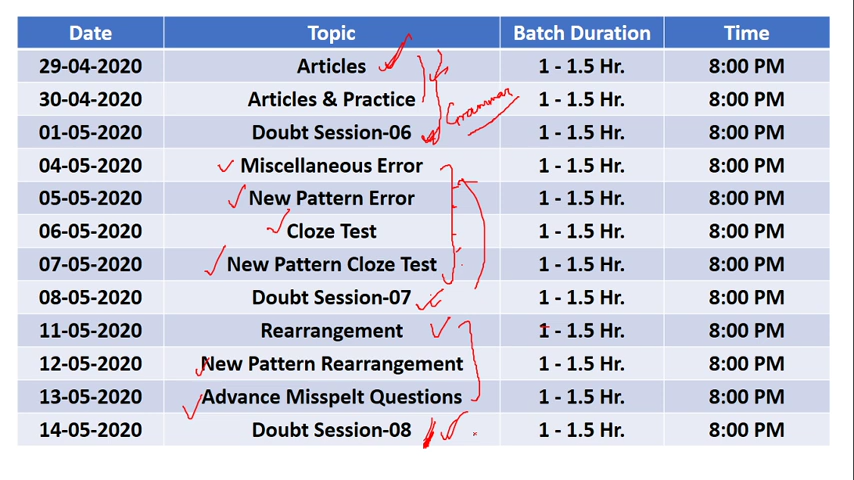 Date Topic Batch Duration Time
29-04-2020 Articles 1 - 1.5 Hr. 8:00 PM
30-04-2020 Articles & Practice 1 - 1.5 Hr. 8:00 PM
Grammar
01-05-2020 Doubt Session-06 1 - 1.5 Hr. 8:00 PM
04-05-2020 Miscellaneous Error 1 - 1.5 Hr. 8:00 PM
05-05-2020 New Pattern Error 1 - 1.5 Hr. 8:00 PM
06-05-2020 Cloze Test 1 - 1.5 Hr. 8:00 PM
07-05-2020 New Pattern Cloze Test 1 - 1.5 Hr. 8:00 PM
08-05-2020 Doubt Session-07 1 - 1.5 Hr. 8:00 PM
11-05-2020 Rearrangement 1 - 1.5 Hr. 8:00 PM
12-05-2020 New Pattern Rearrangement 1 - 1.5 Hr. 8:00 PM
13-05-2020 Advance Misspelt Questions 1 - 1.5 Hr. 8:00 PM
14-05-2020 Doubt Session-08 1 - 1.5 Hr. 8:00 PM